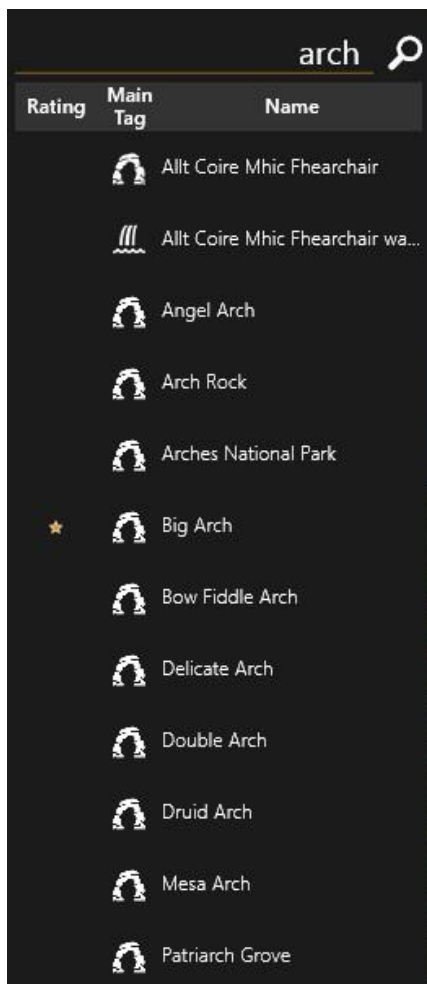 arch
Rating Main Tag Name
Allt Coire Mhic Fhearchair
Allt Coire Mhic Fhearchair wa...
Angel Arch
Arch Rock
Arches National Park
Big Arch
Bow Fiddle Arch
Delicate Arch
Double Arch
Druid Arch
Mesa Arch
Patriarch Grove